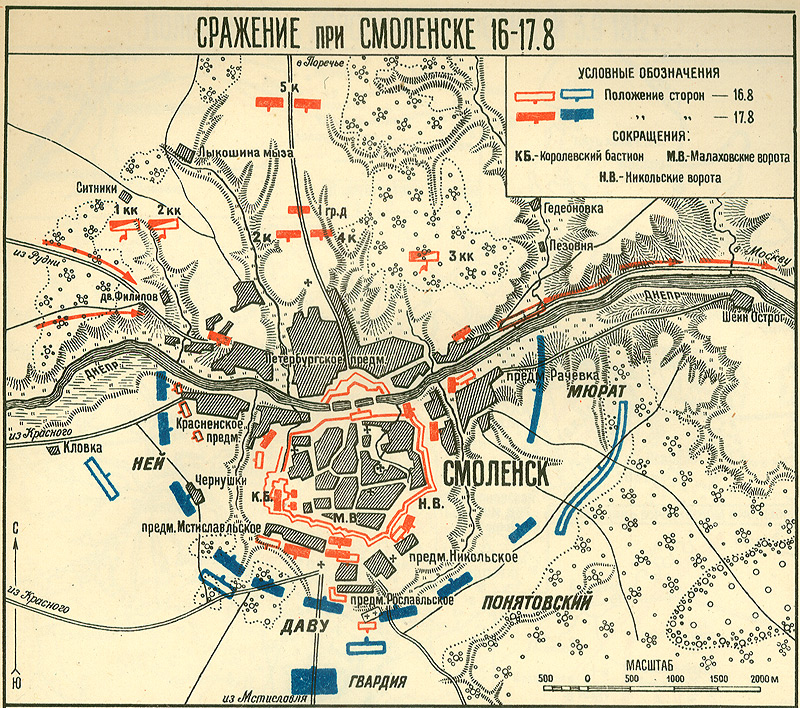 СРАЖЕНИЕ ПРИ СМОЛЕНСКЕ 16-17.8
УСЛОВНЫЕ ОБОЗНАЧЕНИЯ
Положение сторон — 16.8
" " — 17.8
СОКРАЩЕНИЯ:
К.Б.-Королевский бастион М.В.-Малаховские ворота
Н.В.-Никольские ворота
в Поречье
5 К
Лыкошина мыза
Ситники
1 кк 2 кк
гр.д
2 К 4 К
3 кк
Гедеоновка
Лезовня
в Москву
из Рудни
дв. Филипов
ДНЕПР
Шеин Острог
Петербургское предм.
ДНЕПР
предм. Рачевка
МЮРАТ
из Красного
Красненское
предм.
Кловка
НЕЙ
Чернушки
СМОЛЕНСК
К.Б.
Н.В.
М.В.
предм. Мстиславльское
предм. Никольское
из Красного
предм. Рославльское
ПОНЯТОВСКИЙ
ДАВУ
С
Ю
ГВАРДИЯ
из Мстиславля
МАСШТАБ
500 0 500 1000 1500 2000 м